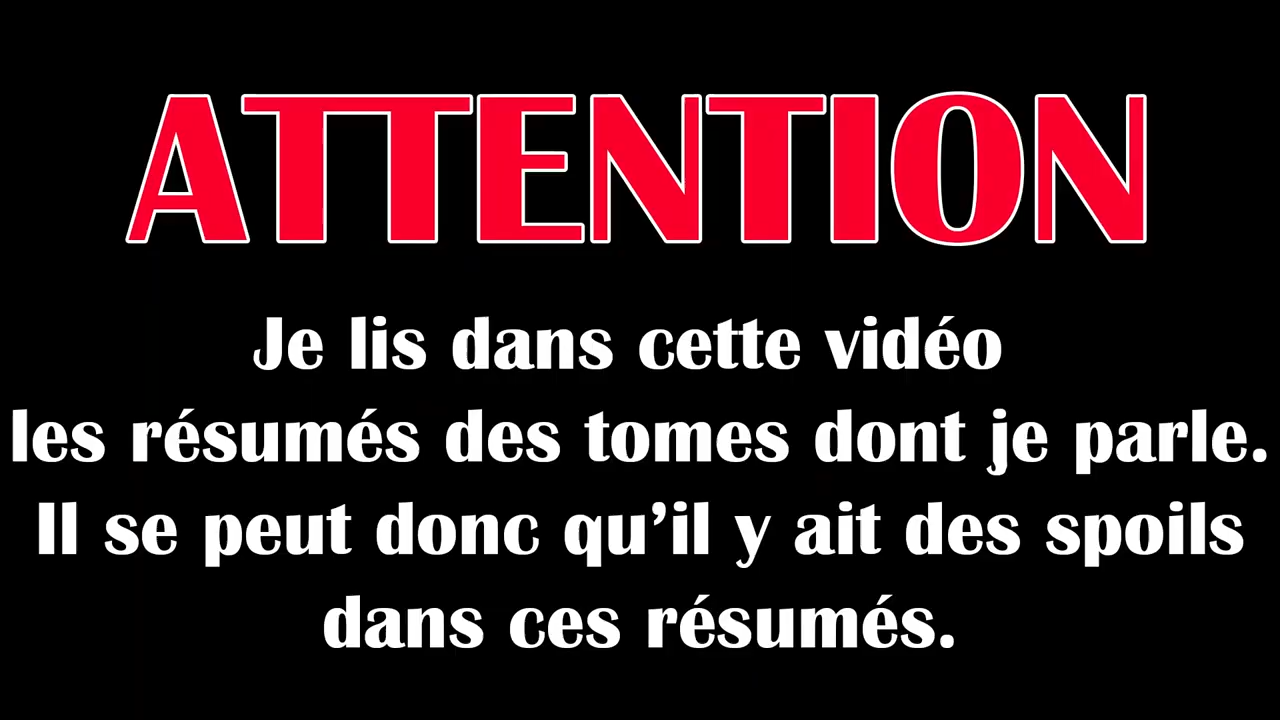 ATTENTION
Je lis dans cette vidéo
les résumés des tomes dont je parle.
Il se peut donc qu’il y ait des spoils
dans ces résumés.